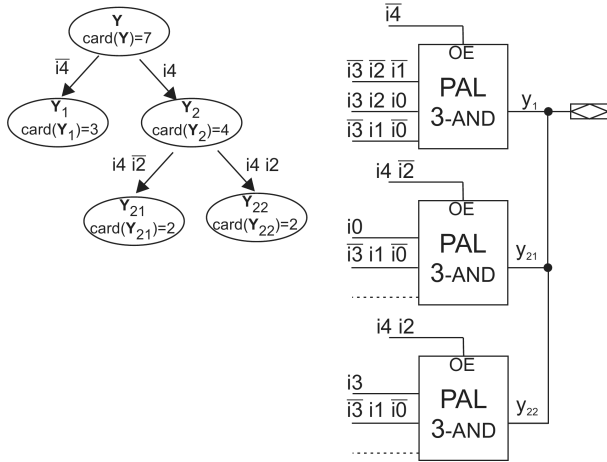 Y
card(Y)=7
i4̅
i4
Y1
card(Y1)=3
Y2
card(Y2)=4
i4 i2̅
i4 i2
Y21
card(Y21)=2
Y22
card(Y22)=2
i4̅
OE
i3̅ i2̅ i1̅
i3̅ i2 i0
i3̅ i1 i0̅
PAL
3-AND
y1
i4 i2̅
OE
i0
i3̅ i1 i0̅
PAL
3-AND
y21
i4 i2
OE
i3
i3̅ i1 i0̅
PAL
3-AND
y22